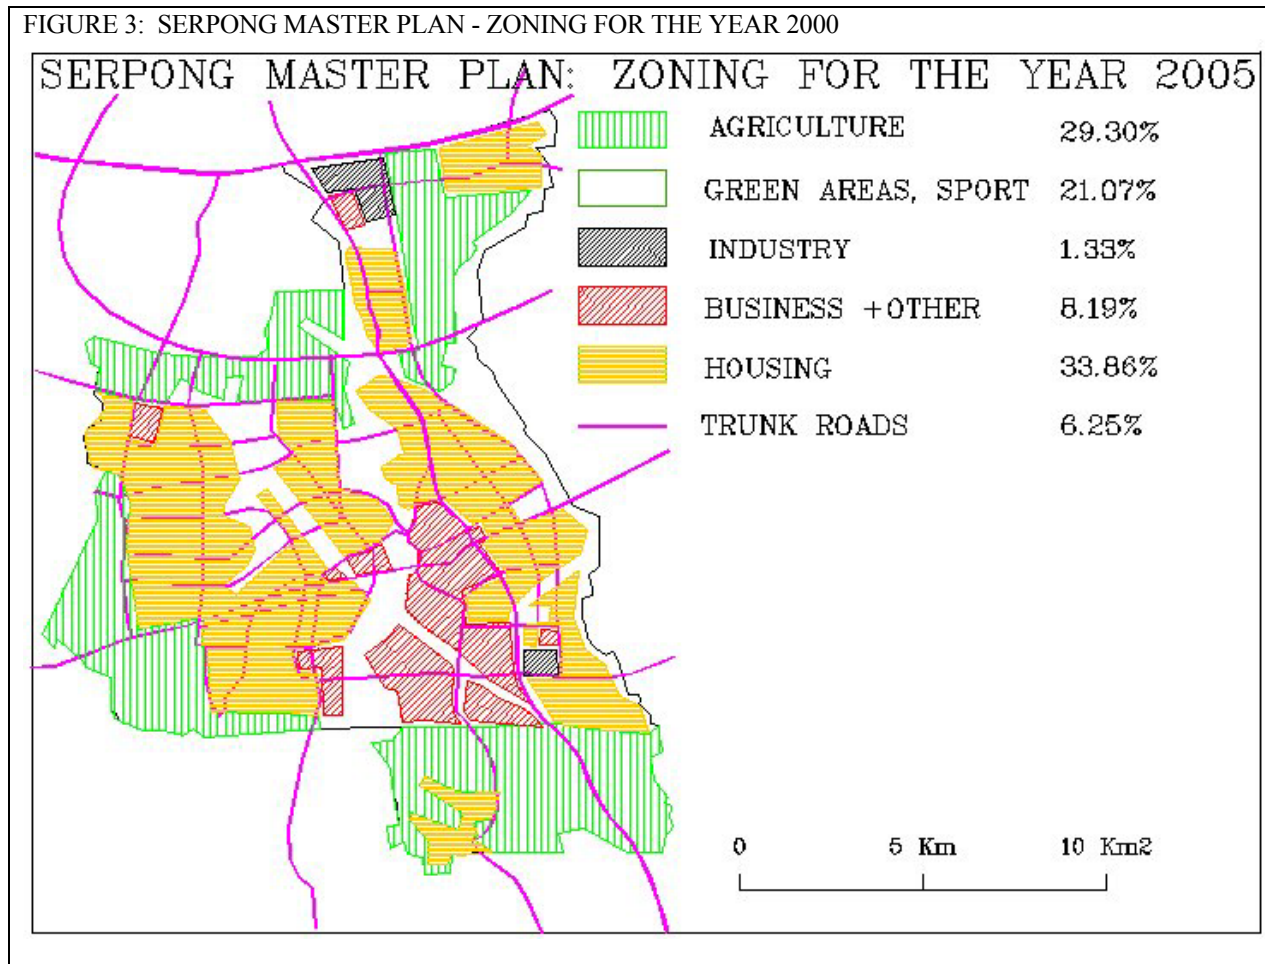 FIGURE 3: SERPONG MASTER PLAN - ZONING FOR THE YEAR 2000
SERPONG MASTER PLAN: ZONING FOR THE YEAR 2005
AGRICULTURE 29.30%
GREEN AREAS, SPORT 21.07%
INDUSTRY 1.33%
BUSINESS +OTHER 8.19%
HOUSING 33.86%
TRUNK ROADS 6.25%
0 5 Km 10 Km2